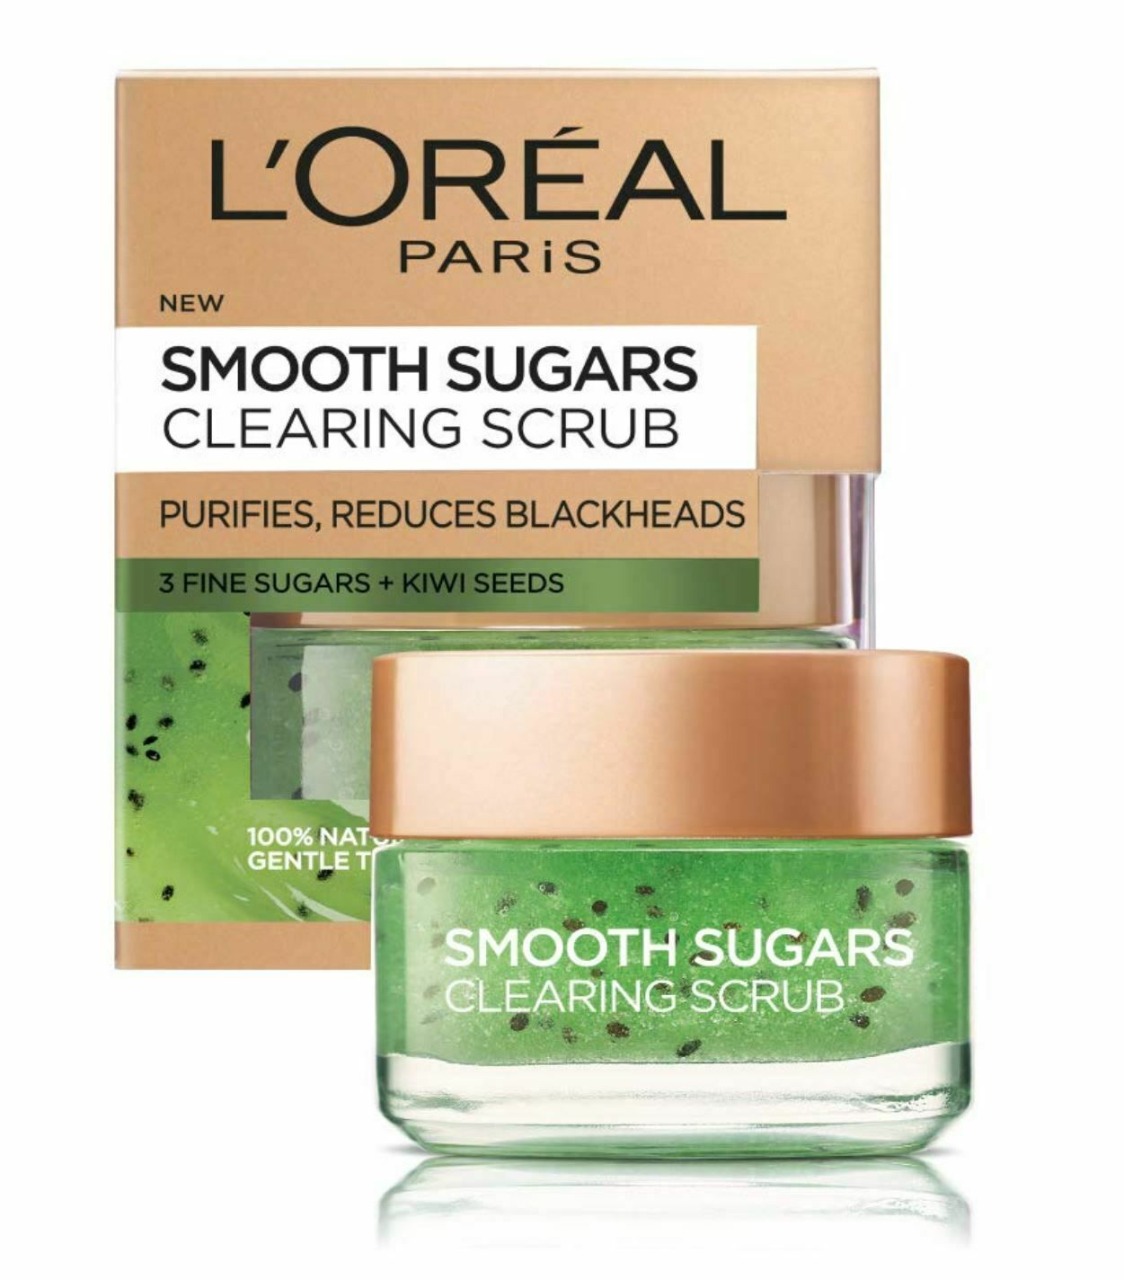 L'ORÉAL
PARiS
NEW
SMOOTH SUGARS
CLEARING SCRUB
PURIFIES, REDUCES BLACKHEADS
3 FINE SUGARS + KIWI SEEDS
100%
GENTLE
SMOOTH SUGARS
CLEARING SCRUB